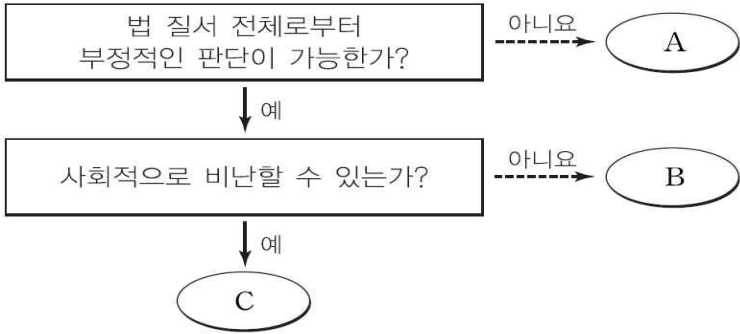 법 질서 전체로부터
부정적인 판단이 가능한가?
아니요
A
예
사회적으로 비난할 수 있는가?
아니요
B
예
C